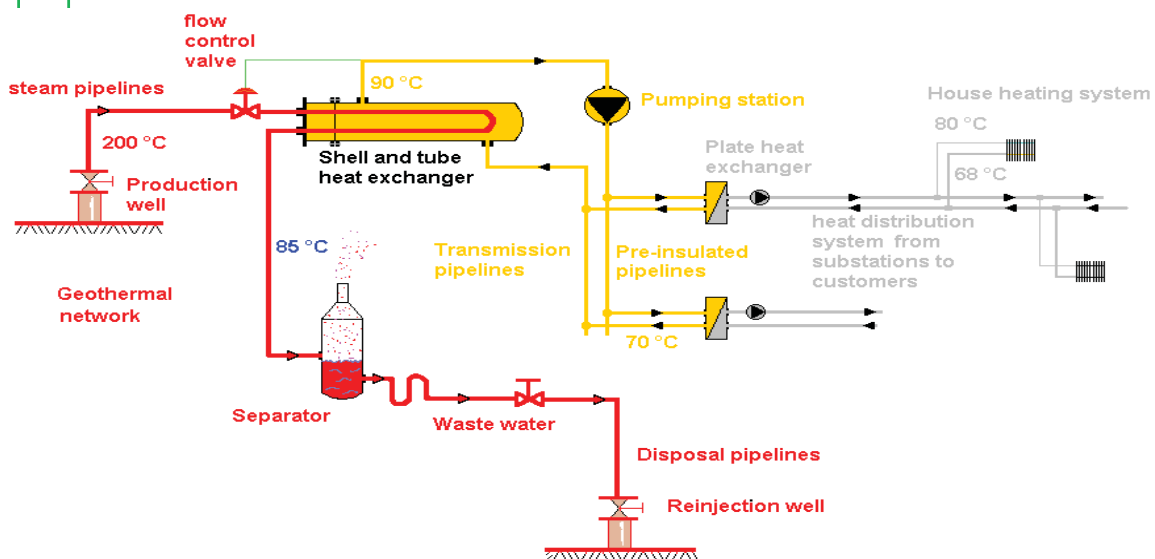 flow
control
valve
steam pipelines
90 °C
Pumping station
House heating system
80 °C
200 °C
Shell and tube
heat exchanger
Plate heat
exchanger
Production
well
68 °C
85 °C
Transmission
pipelines
Pre-insulated
pipelines
heat distribution
system from
substations to
customers
Geothermal
network
70 °C
Separator
Waste water
Disposal pipelines
Reinjection well